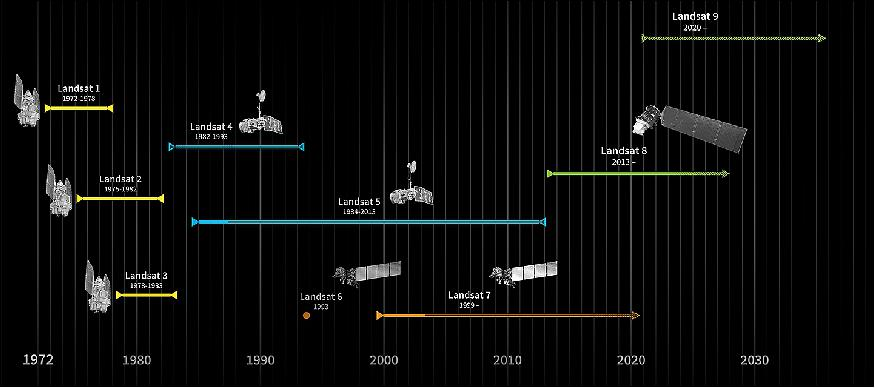 Landsat 9
2020 -
Landsat 1
1972-1978
Landsat 4
1982-1993
Landsat 8
2013 -
Landsat 2
1975-1982
Landsat 5
1984-2013
Landsat 3
1978-1983
Landsat 6
1993
Landsat 7
1999 -
1972
1980
1990
2000
2010
2020
2030